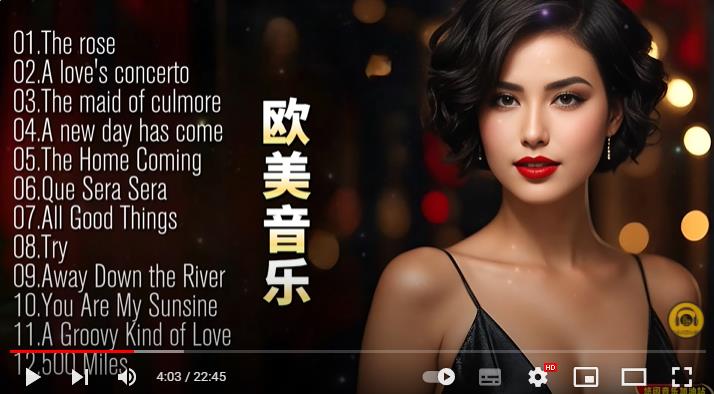 01.The rose
02.A love's concerto
03.The maid of culmore
04.A new day has come
05.The Home Coming
06.Que Sera Sera
07.All Good Things
08.Try
09.Away Down the River
10.You Are My Sunsine
11.A Groovy Kind of Love
12.500 Miles
欧美音乐
4:03 / 22:45
HD